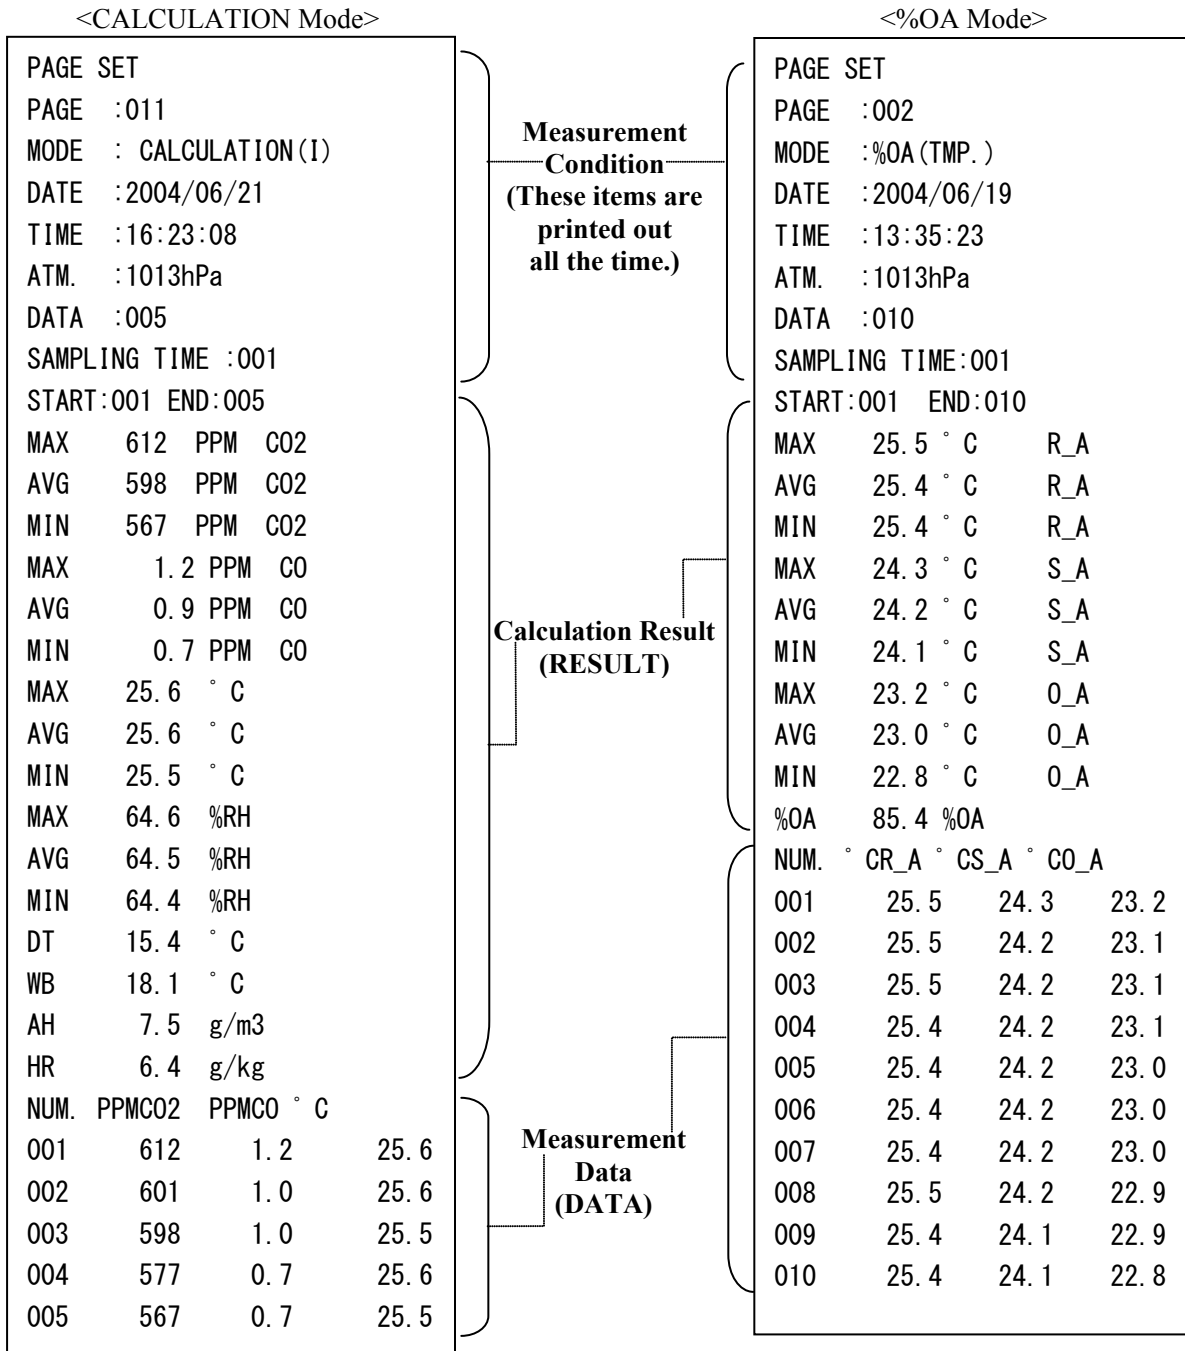 <CALCULATION Mode>
PAGE SET
PAGE :011
MODE : CALCULATION(I)
DATE :2004/06/21
TIME :16:23:08
ATM. :1013hPa
DATA :005
SAMPLING TIME :001
START:001 END:005
MAX 612 PPM CO2
AVG 598 PPM CO2
MIN 567 PPM CO2
MAX 1.2 PPM CO
AVG 0.9 PPM CO
MIN 0.7 PPM CO
MAX 25.6 °C
AVG 25.6 °C
MIN 25.5 °C
MAX 64.6 %RH
AVG 64.5 %RH
MIN 64.4 %RH
DT 15.4 °C
WB 18.1 °C
AH 7.5 g/m3
HR 6.4 g/kg
NUM. PPMCO2 PPMCO °C
001 612 1.2 25.6
002 601 1.0 25.6
003 598 1.0 25.5
004 577 0.7 25.6
005 567 0.7 25.5
Measurement
Condition
(These items are
printed out
all the time.)
Calculation Result
(RESULT)
Measurement
Data
(DATA)
<%OA Mode>
PAGE SET
PAGE :002
MODE :%OA(TMP.)
DATE :2004/06/19
TIME :13:35:23
ATM. :1013hPa
DATA :010
SAMPLING TIME:001
START:001 END:010
MAX 25.5 °C R_A
AVG 25.4 °C R_A
MIN 25.4 °C R_A
MAX 24.3 °C S_A
AVG 24.2 °C S_A
MIN 24.1 °C S_A
MAX 23.2 °C O_A
AVG 23.0 °C O_A
MIN 22.8 °C O_A
%OA 85.4 %OA
NUM. °CR_A °CS_A °CO_A
001 25.5 24.3 23.2
002 25.5 24.2 23.1
003 25.5 24.2 23.1
004 25.4 24.2 23.1
005 25.4 24.2 23.0
006 25.4 24.2 23.0
007 25.4 24.2 23.0
008 25.5 24.2 22.9
009 25.4 24.1 22.9
010 25.4 24.1 22.8